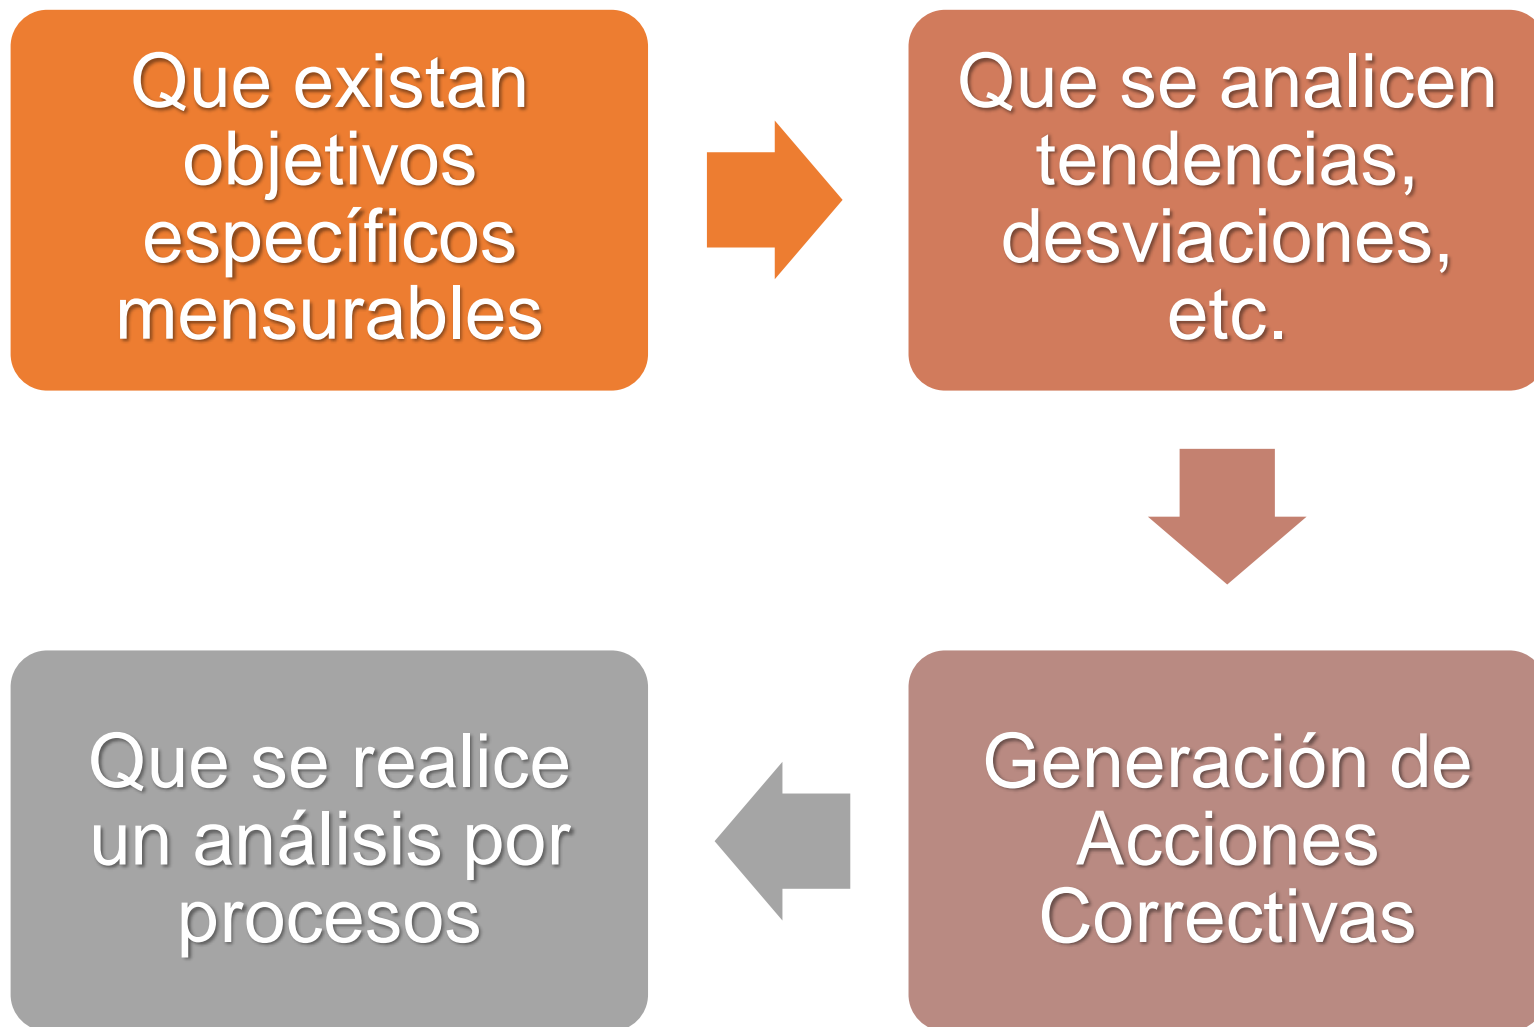 Que existan
objetivos
específicos
mensurables
Que se analicen
tendencias,
desviaciones,
etc.
Generación de
Acciones
Correctivas
Que se realice
un análisis por
procesos